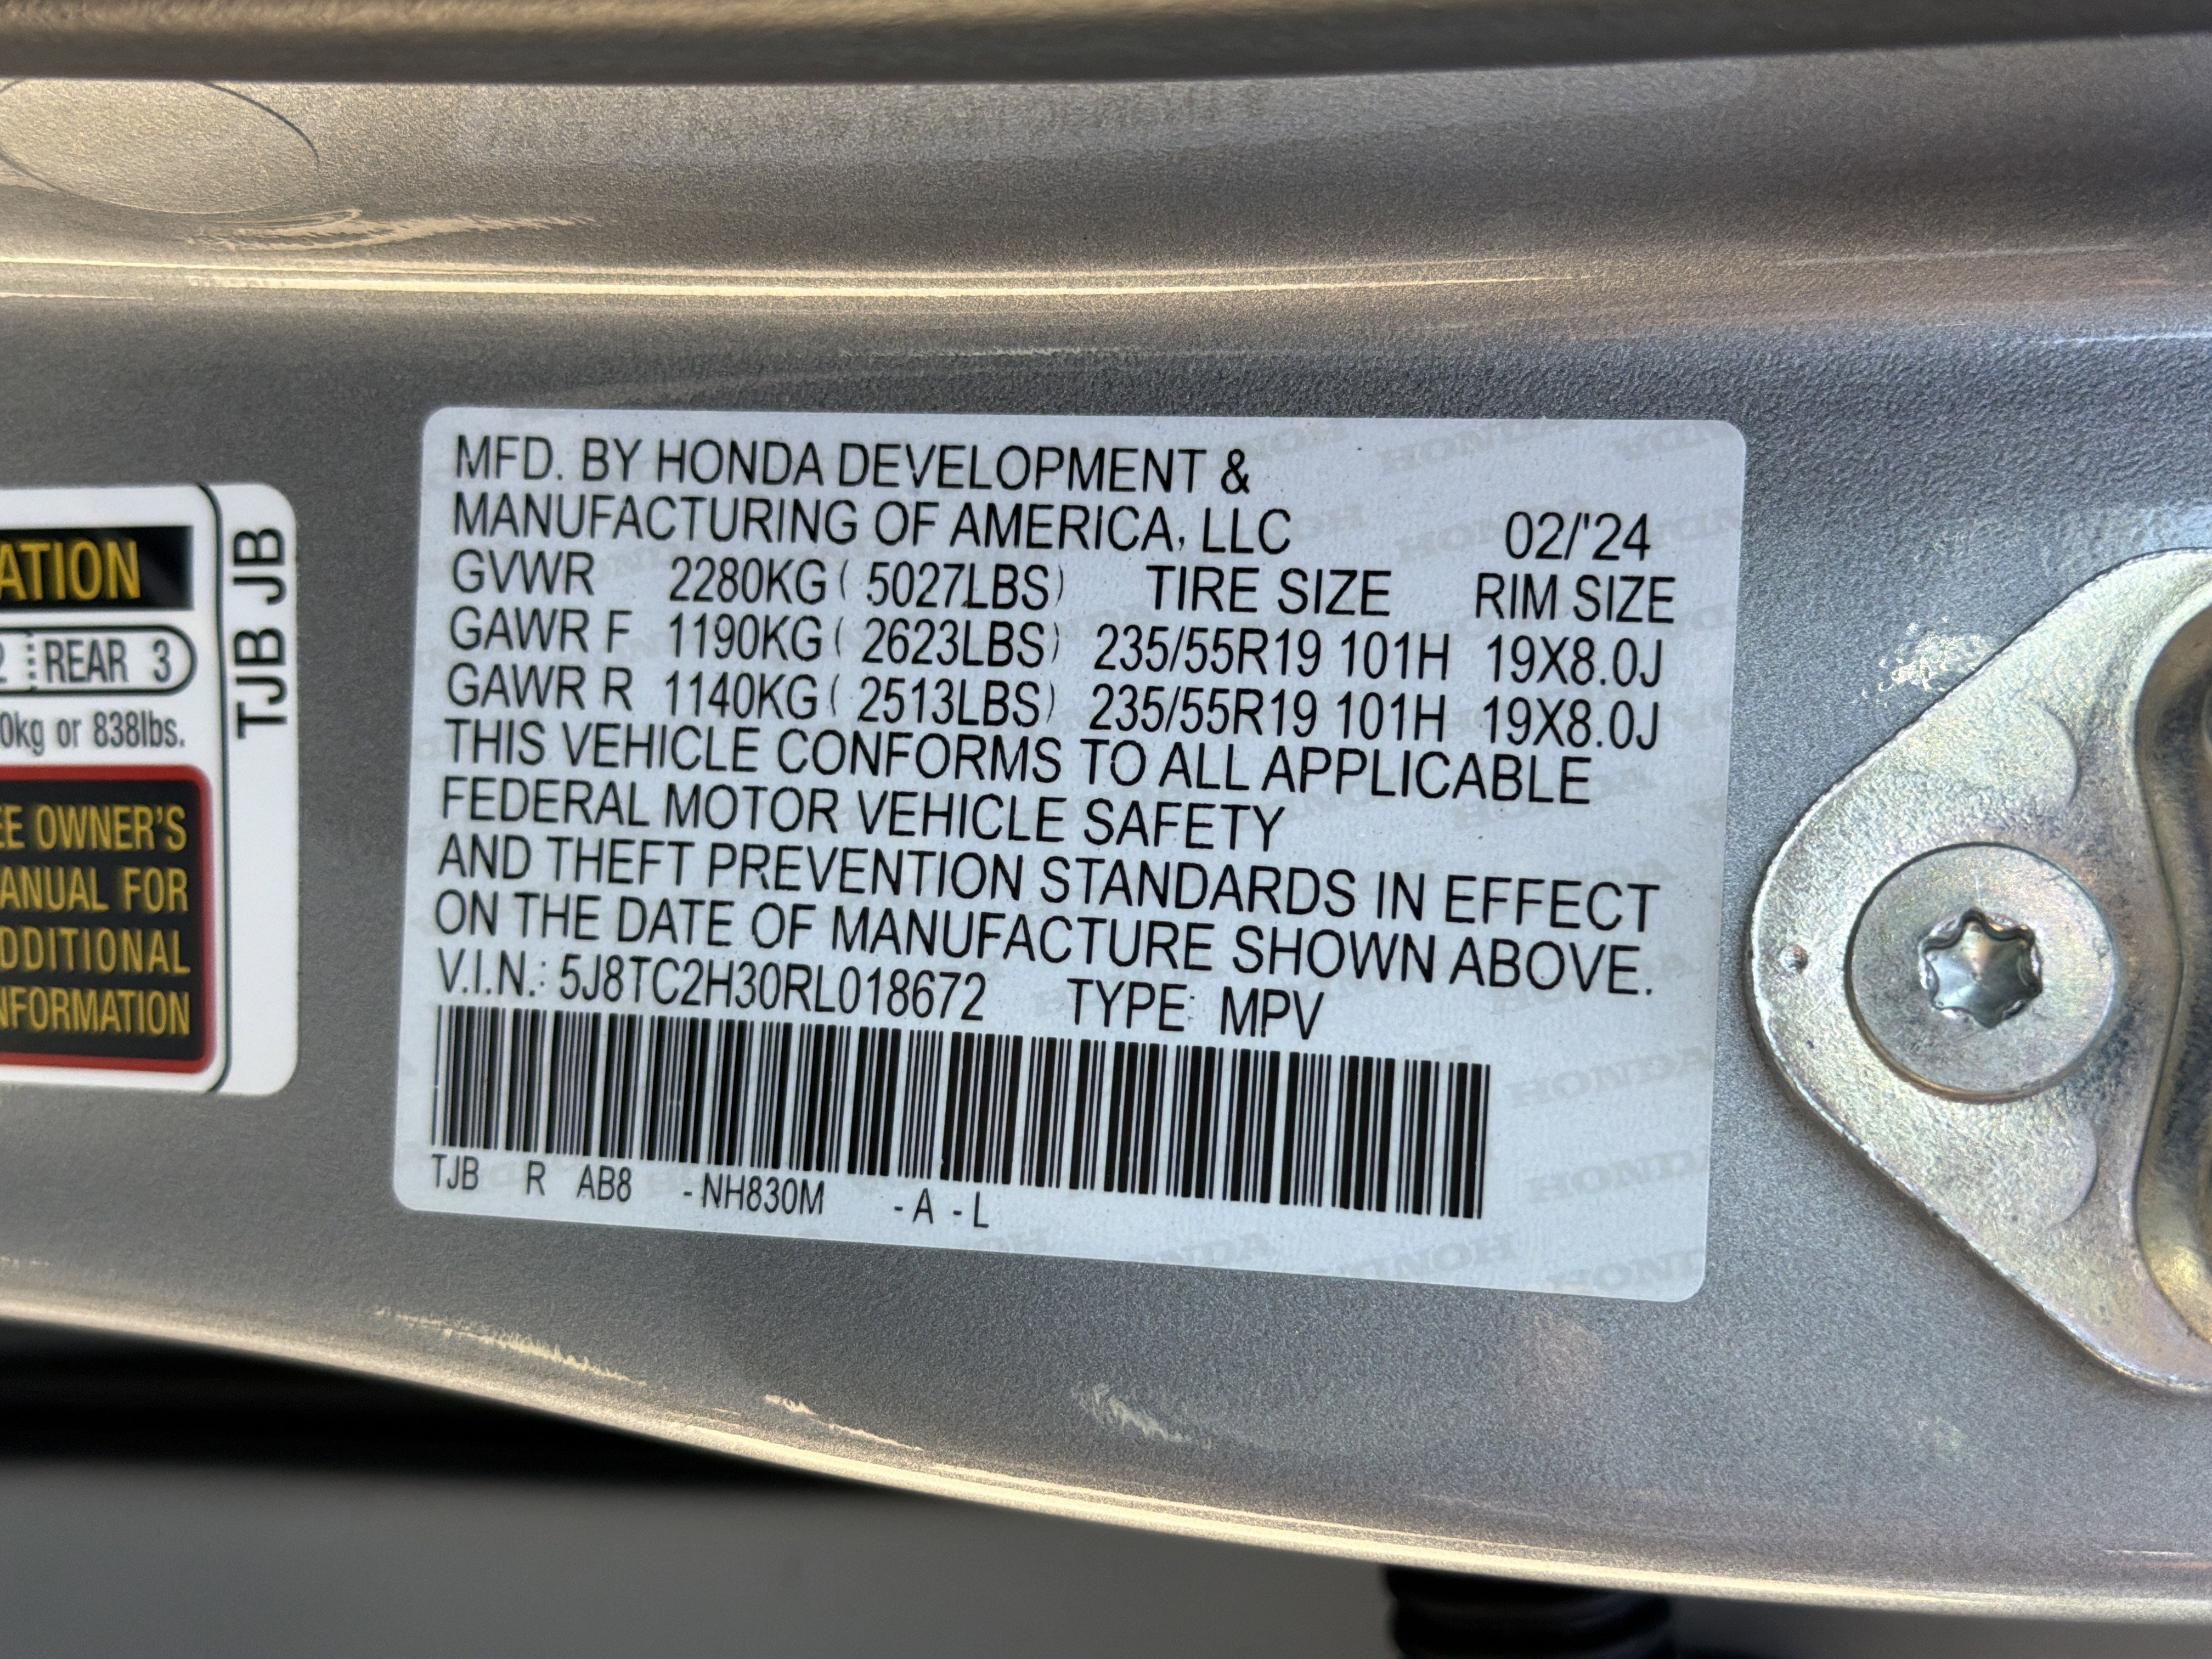 ATION
2 REAR 3
0kg or 838lbs.
EE OWNER'S
ANUAL FOR
DDITIONAL
NFORMATION
TJB JB
MFD. BY HONDA DEVELOPMENT &
MANUFACTURING OF AMERICA, LLC 02/'24
GVWR 2280KG ( 5027LBS) TIRE SIZE RIM SIZE
GAWR F 1190KG ( 2623LBS) 235/55R19 101H 19X8.0J
GAWR R 1140KG ( 2513LBS) 235/55R19 101H 19X8.0J
THIS VEHICLE CONFORMS TO ALL APPLICABLE
FEDERAL MOTOR VEHICLE SAFETY
AND THEFT PREVENTION STANDARDS IN EFFECT
ON THE DATE OF MANUFACTURE SHOWN ABOVE.
V.I.N.: 5J8TC2H30RL018672 TYPE: MPV
TJB R AB8 -NH830M -A -L